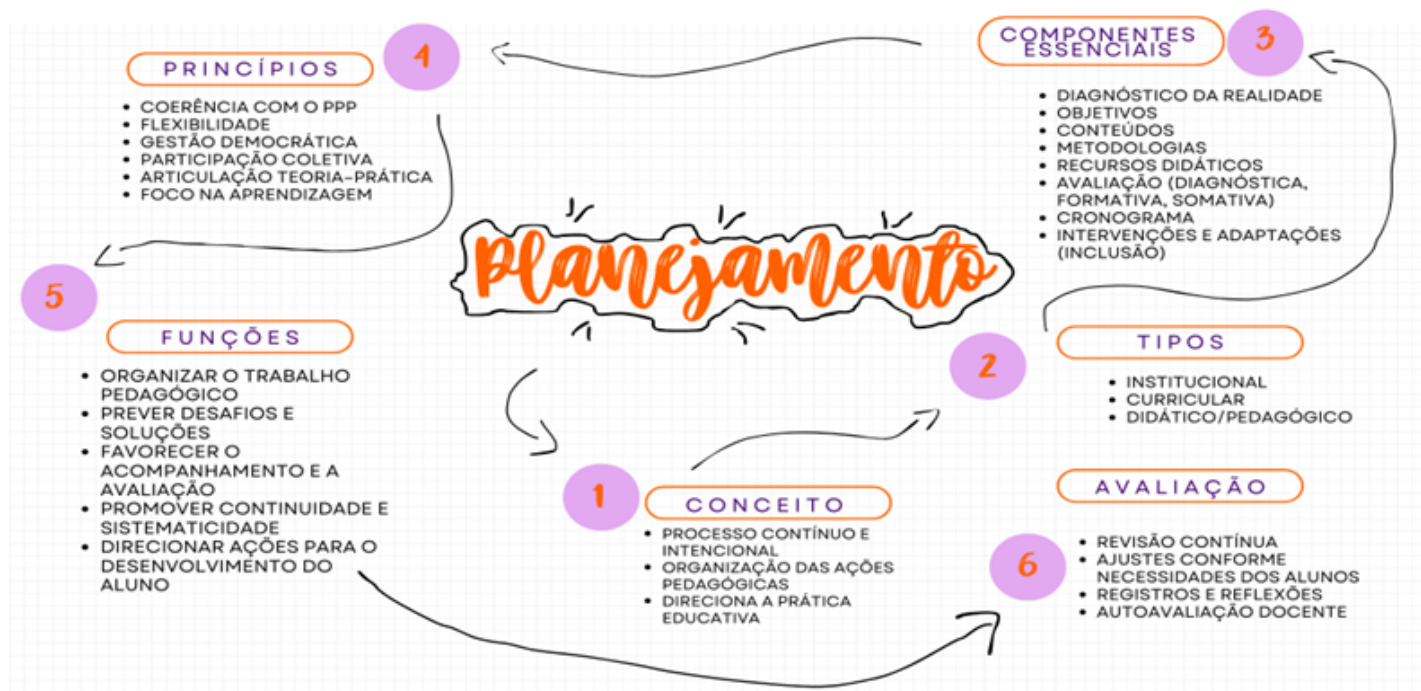 Planejamento
1
CONCEITO
• PROCESSO CONTÍNUO E
INTENCIONAL
• ORGANIZAÇÃO DAS AÇÕES
PEDAGÓGICAS
• DIRECIONA A PRÁTICA
EDUCATIVA
2
TIPOS
• INSTITUCIONAL
• CURRICULAR
• DIDÁTICO/PEDAGÓGICO
COMPONENTES
ESSENCIAIS
3
• DIAGNÓSTICO DA REALIDADE
• OBJETIVOS
• CONTEÚDOS
• METODOLOGIAS
• RECURSOS DIDÁTICOS
• AVALIAÇÃO (DIAGNÓSTICA,
FORMATIVA, SOMATIVA)
• CRONOGRAMA
• INTERVENÇÕES E ADAPTAÇÕES
(INCLUSÃO)
PRINCÍPIOS
4
• COERÊNCIA COM O PPP
• FLEXIBILIDADE
• GESTÃO DEMOCRÁTICA
• PARTICIPAÇÃO COLETIVA
• ARTICULAÇÃO TEORIA-PRÁTICA
• FOCO NA APRENDIZAGEM
5
FUNÇÕES
• ORGANIZAR O TRABALHO
PEDAGÓGICO
• PREVER DESAFIOS E
SOLUÇÕES
• FAVORECER O
ACOMPANHAMENTO E A
AVALIAÇÃO
• PROMOVER CONTINUIDADE E
SISTEMATICIDADE
• DIRECIONAR AÇÕES PARA O
DESENVOLVIMENTO DO
ALUNO
AVALIAÇÃO
6
• REVISÃO CONTÍNUA
• AJUSTES CONFORME
NECESSIDADES DOS ALUNOS
• REGISTROS E REFLEXÕES
• AUTOAVALIAÇÃO DOCENTE